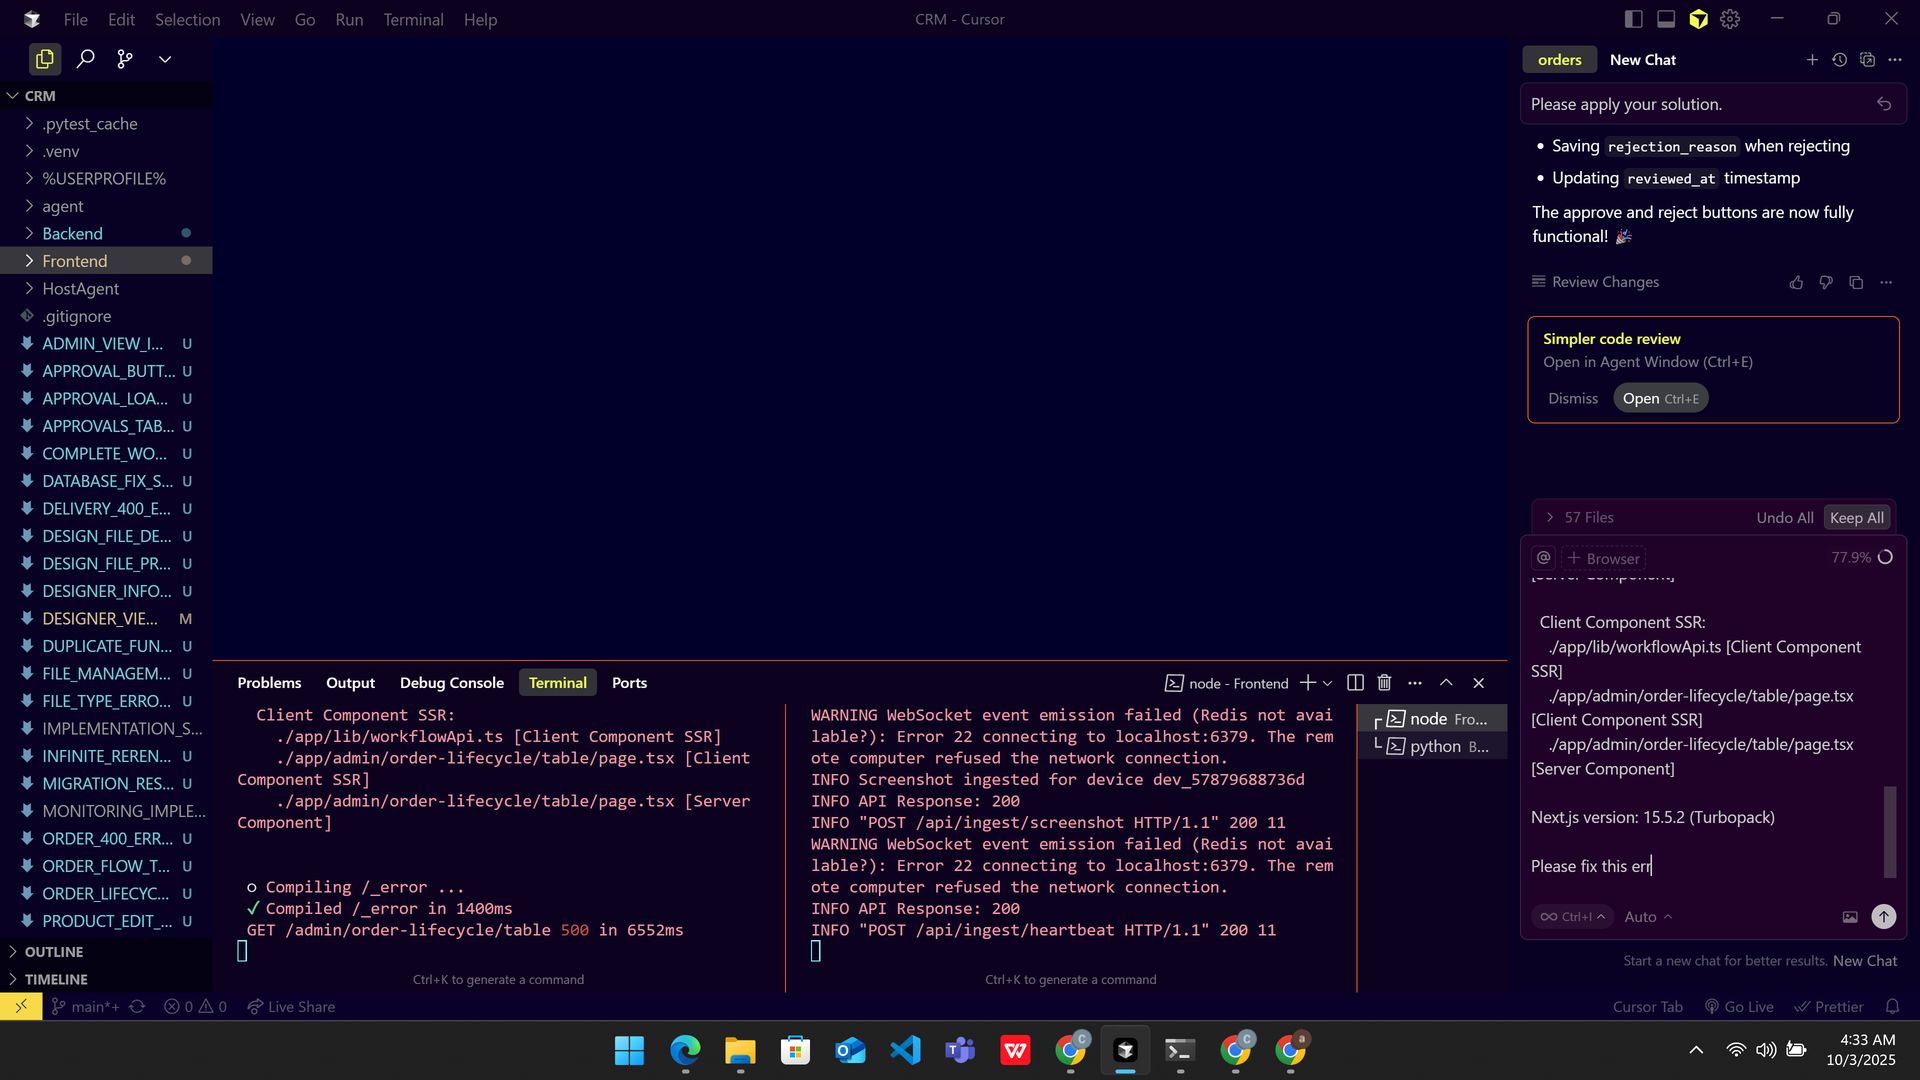 File Edit Selection View Go Run Terminal Help
CRM - Cursor
CRM
.pytest_cache
.venv
%USERPROFILE%
agent
Backend
Frontend
HostAgent
.gitignore
ADMIN_VIEW_I... U
APPROVAL_BUTT... U
APPROVAL_LOA... U
APPROVALS_TAB... U
COMPLETE_WO... U
DATABASE_FIX_S... U
DELIVERY_400_E... U
DESIGN_FILE_DE... U
DESIGN_FILE_PR... U
DESIGNER_INFO... U
DESIGNER_VIE... M
DUPLICATE_FUN... U
FILE_MANAGEM... U
FILE_TYPE_ERRO... U
IMPLEMENTATION_S...
INFINITE_REREN... U
MIGRATION_RES... U
MONITORING_IMPLE...
ORDER_400_ERR... U
ORDER_FLOW_T... U
ORDER_LIFECYC... U
PRODUCT_EDIT_... U
OUTLINE
TIMELINE
Problems Output Debug Console Terminal Ports
node - Frontend
Client Component SSR:
./app/lib/workflowApi.ts [Client Component SSR]
./app/admin/order-lifecycle/table/page.tsx [Client
Component SSR]
./app/admin/order-lifecycle/table/page.tsx [Server
Component]
○ Compiling /_error ...
✓ Compiled /_error in 1400ms
GET /admin/order-lifecycle/table 500 in 6552ms
Ctrl+K to generate a command
WARNING WebSocket event emission failed (Redis not avai
lable?): Error 22 connecting to localhost:6379. The rem
ote computer refused the network connection.
INFO Screenshot ingested for device dev_57879688736d
INFO API Response: 200
INFO "POST /api/ingest/screenshot HTTP/1.1" 200 11
WARNING WebSocket event emission failed (Redis not avai
lable?): Error 22 connecting to localhost:6379. The rem
ote computer refused the network connection.
INFO API Response: 200
INFO "POST /api/ingest/heartbeat HTTP/1.1" 200 11
Ctrl+K to generate a command
node Fro...
python B...
orders New Chat
Please apply your solution.
• Saving rejection_reason when rejecting
• Updating reviewed_at timestamp
The approve and reject buttons are now fully
functional! 🎉
Review Changes
Simpler code review
Open in Agent Window (Ctrl+E)
Dismiss Open Ctrl+E
57 Files Undo All Keep All
@ + Browser 77.9%
[Server Component]
Client Component SSR:
./app/lib/workflowApi.ts [Client Component
SSR]
./app/admin/order-lifecycle/table/page.tsx
[Client Component SSR]
./app/admin/order-lifecycle/table/page.tsx
[Server Component]
Next.js version: 15.5.2 (Turbopack)
Please fix this err
∞ Ctrl+I Auto
Start a new chat for better results. New Chat
main*+ 0 0 Live Share
Cursor Tab Go Live Prettier
4:33 AM
10/3/2025